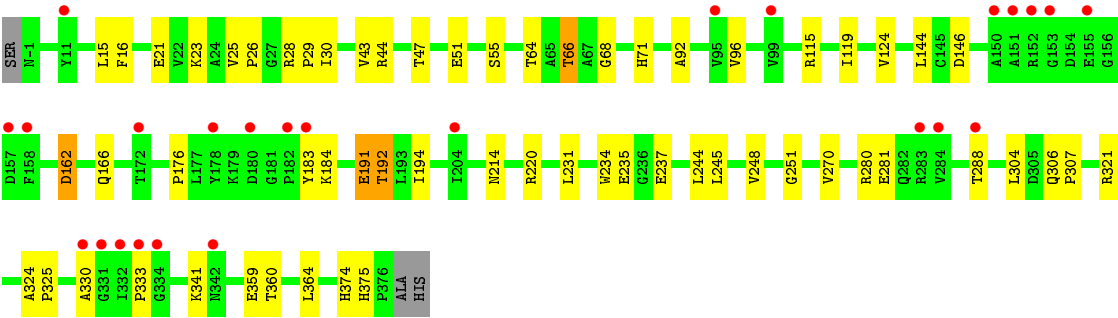 SER N-1 Y11 L15 F16 E21 V22 K23 A24 V25 P26 G27 R28 P29 I30 V43 R44 T47 E51 S55 T64 A65 T66 A67 G68 H71 A92 V95 V96 V99 R115 I119 V124 L144 C145 D146 A150 A151 R152 G153 D154 E155 G156
D157 F158 D162 Q166 T172 P176 L177 Y178 K179 D180 G181 P182 Y183 K184 E191 T192 L193 I194 I204 N214 R220 L231 W234 E235 G236 E237 L244 L245 V248 G251 V270 R280 E281 Q282 R283 V284 T288 L304 D305 Q306 P307 R321
A324 P325 A330 G331 I332 P333 G334 K341 N342 E359 T360 L364 H374 H375 P376 ALA HIS